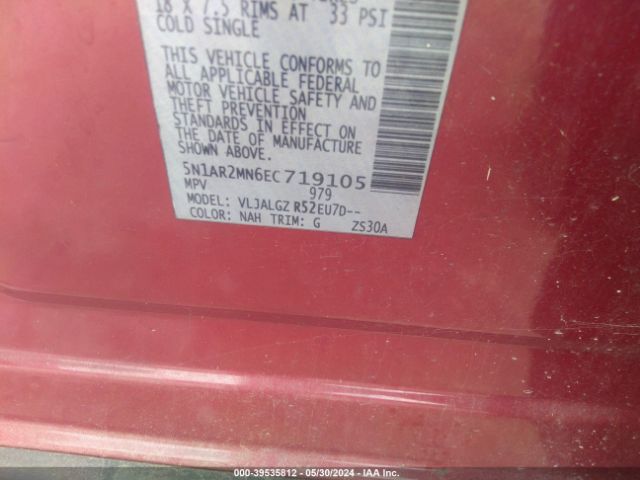 18 X 7.5 RIMS AT 33 PSI
COLD SINGLE
THIS VEHICLE CONFORMS TO
ALL APPLICABLE FEDERAL
MOTOR VEHICLE SAFETY AND
THEFT PREVENTION
STANDARDS IN EFFECT ON
THE DATE OF MANUFACTURE
SHOWN ABOVE.
5N1AR2MN6EC719105
MPV 979
MODEL: VLJALGZ R52EU7D--
COLOR: NAH TRIM: G ZS30A
000-39535812 - 05/30/2024 - IAA Inc.